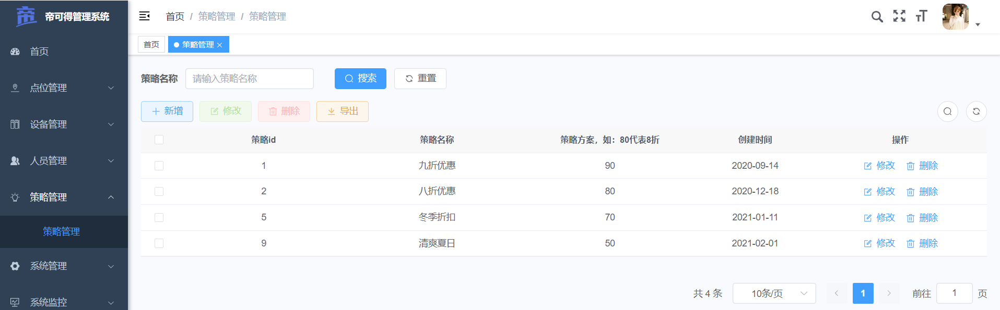 帝 帝可得管理系统
首页
点位管理
设备管理
人员管理
策略管理
策略管理
系统管理
系统监控
首页 / 策略管理 / 策略管理
首页 策略管理
策略名称 请输入策略名称 搜索 重置
新增 修改 删除 导出
策略id 策略名称 策略方案，如：80代表8折 创建时间 操作
1 九折优惠 90 2020-09-14 修改 删除
2 八折优惠 80 2020-12-18 修改 删除
5 冬季折扣 70 2021-01-11 修改 删除
9 清爽夏日 50 2021-02-01 修改 删除
共 4 条 10条/页 1 前往 1 页